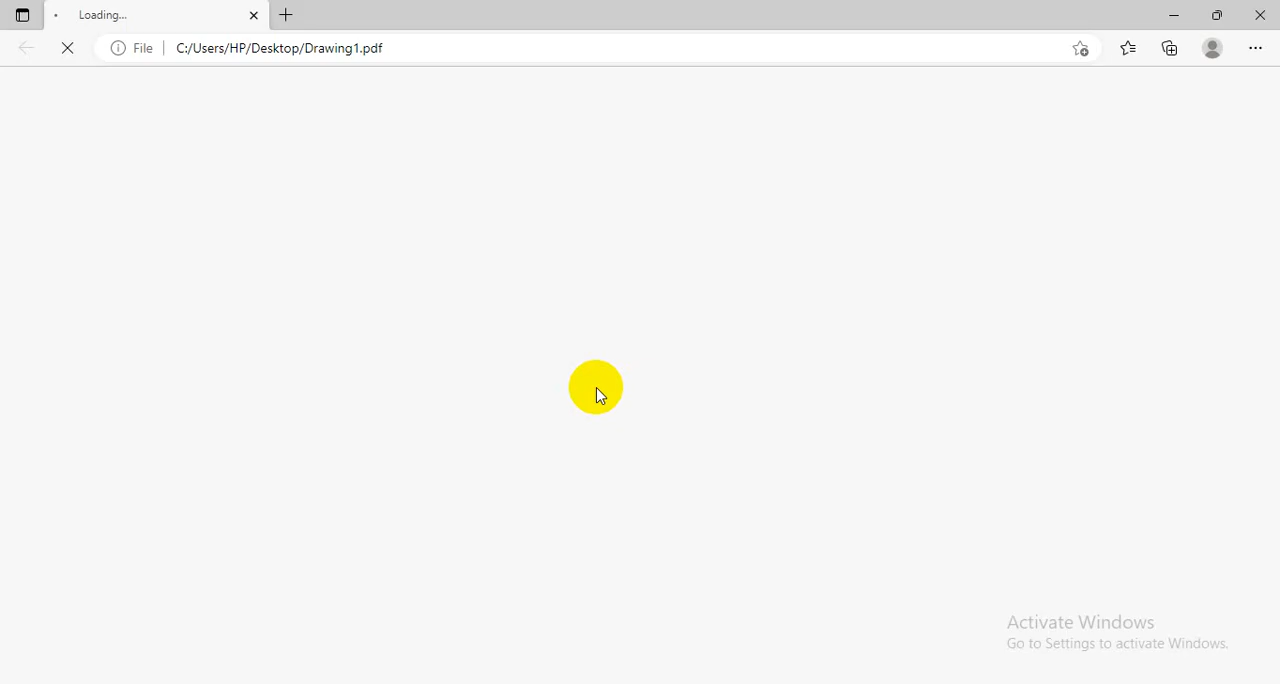 Loading...
File C:/Users/HP/Desktop/Drawing1.pdf
Activate Windows
Go to Settings to activate Windows.